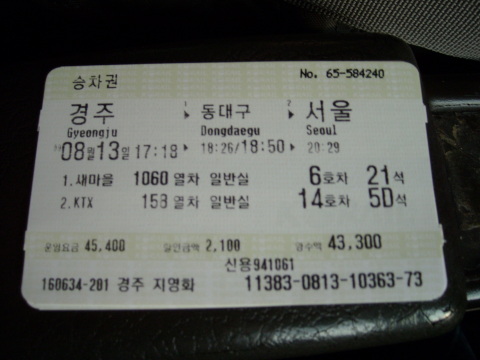 승차권 No. 65-584240
경주 1 ▶ 동대구 2 ▶ 서울
Gyeongju Dongdaegu Seoul
08월 13일 17:18 ▶ 18:26/18:50 ▶ 20:29
1.새마을 1060 열차 일반실 6호차 21석
2.KTX 158 열차 일반실 14호차 5D석
운임요금 45,400 할인금액 2,100 영수액 43,300
신용941061
160634-201 경주 지영화 11383-0813-10363-73